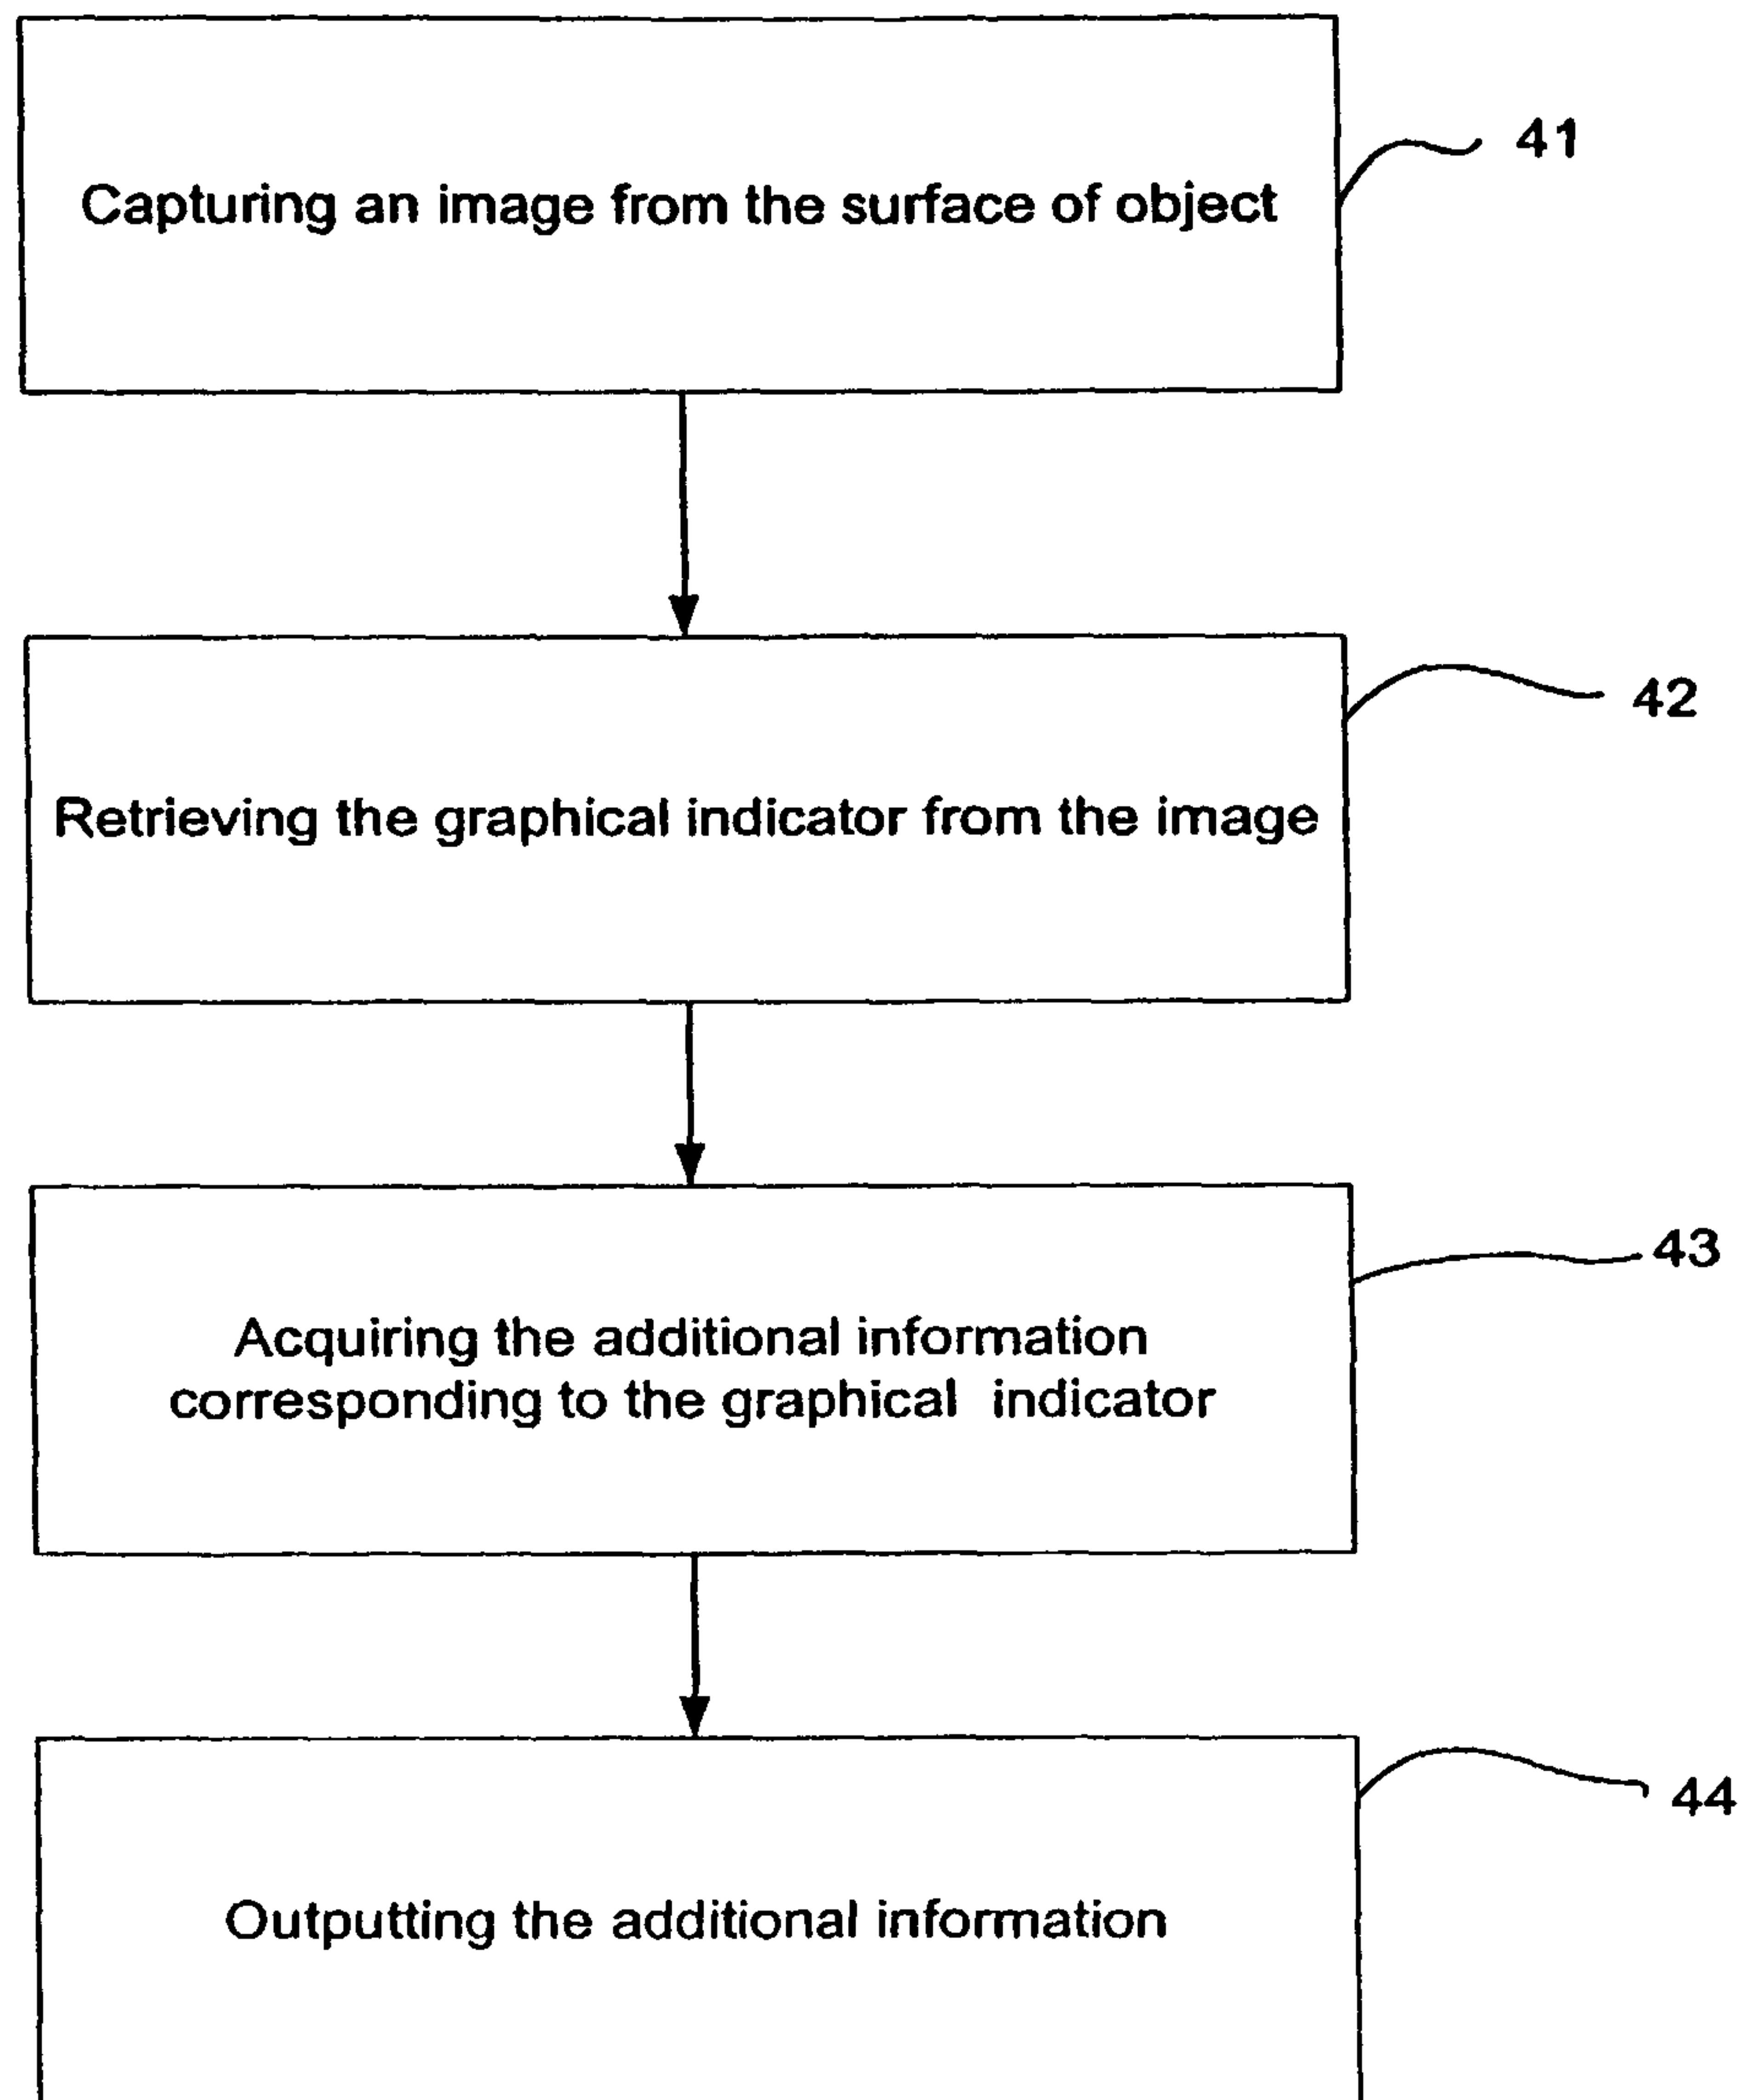 Capturing an image from the surface of object
41
Retrieving the graphical indicator from the image
42
Acquiring the additional information
corresponding to the graphical indicator
43
Outputting the additional information
44